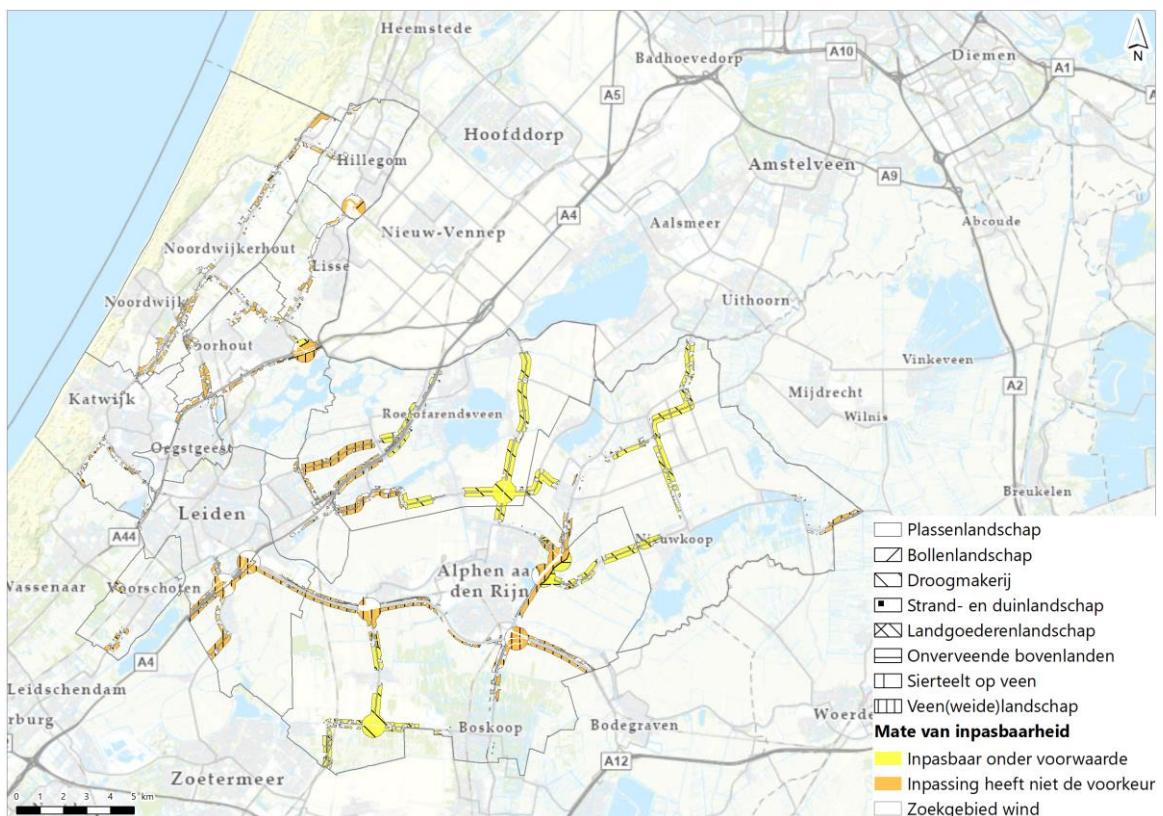 Heemstede
Badhoevedorp
A10
Diemen
A1
N
A5
Hoofddorp
Hillegom
Amstelveen
A9
A4
Abcoude
Aalsmeer
Nieuw-Vennep
Noordwijkerhout
Lisse
Noordwijk
Uithoorn
Vinkeveen
A2
Katwijk
Mijdrecht
Wilnis
Roelofarendsveen
Oegstgeest
Breukelen
Leiden
A44
Nieuwkoop
Alphen aa
den Rijn
Voorschoten
A4
Leidschendam
Boskoop
Bodegraven
A12
Zoetermeer
0 1 2 3 4 5 km
Plassenlandschap
Bollenlandschap
Droogmakerij
Strand- en duinlandschap
Landgoederenlandschap
Onverveende bovenlanden
Sierteelt op veen
Veen(weide)landschap
Mate van inpasbaarheid
Inpasbaar onder voorwaarde
Inpassing heeft niet de voorkeur
Zoekgebied wind